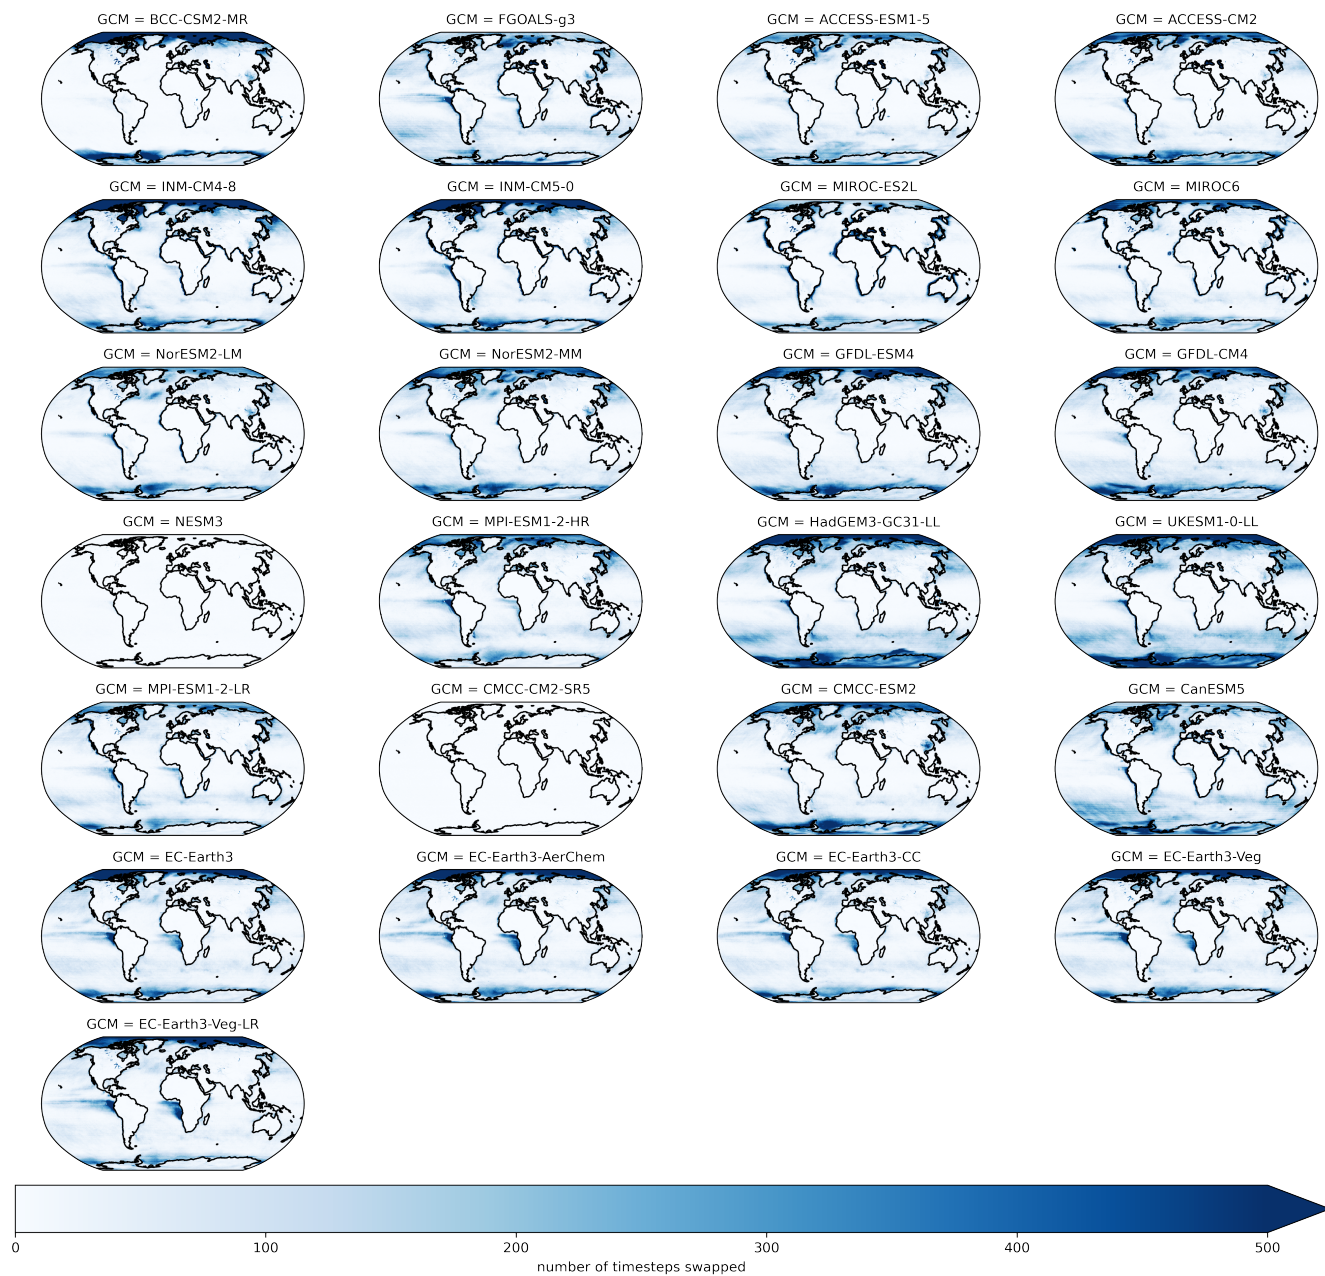 GCM = BCC-CSM2-MR
GCM = FGOALS-g3
GCM = ACCESS-ESM1-5
GCM = ACCESS-CM2
GCM = INM-CM4-8
GCM = INM-CM5-0
GCM = MIROC-ES2L
GCM = MIROC6
GCM = NorESM2-LM
GCM = NorESM2-MM
GCM = GFDL-ESM4
GCM = GFDL-CM4
GCM = NESM3
GCM = MPI-ESM1-2-HR
GCM = HadGEM3-GC31-LL
GCM = UKESM1-0-LL
GCM = MPI-ESM1-2-LR
GCM = CMCC-CM2-SR5
GCM = CMCC-ESM2
GCM = CanESM5
GCM = EC-Earth3
GCM = EC-Earth3-AerChem
GCM = EC-Earth3-CC
GCM = EC-Earth3-Veg
GCM = EC-Earth3-Veg-LR
0 100 200 300 400 500
number of timesteps swapped